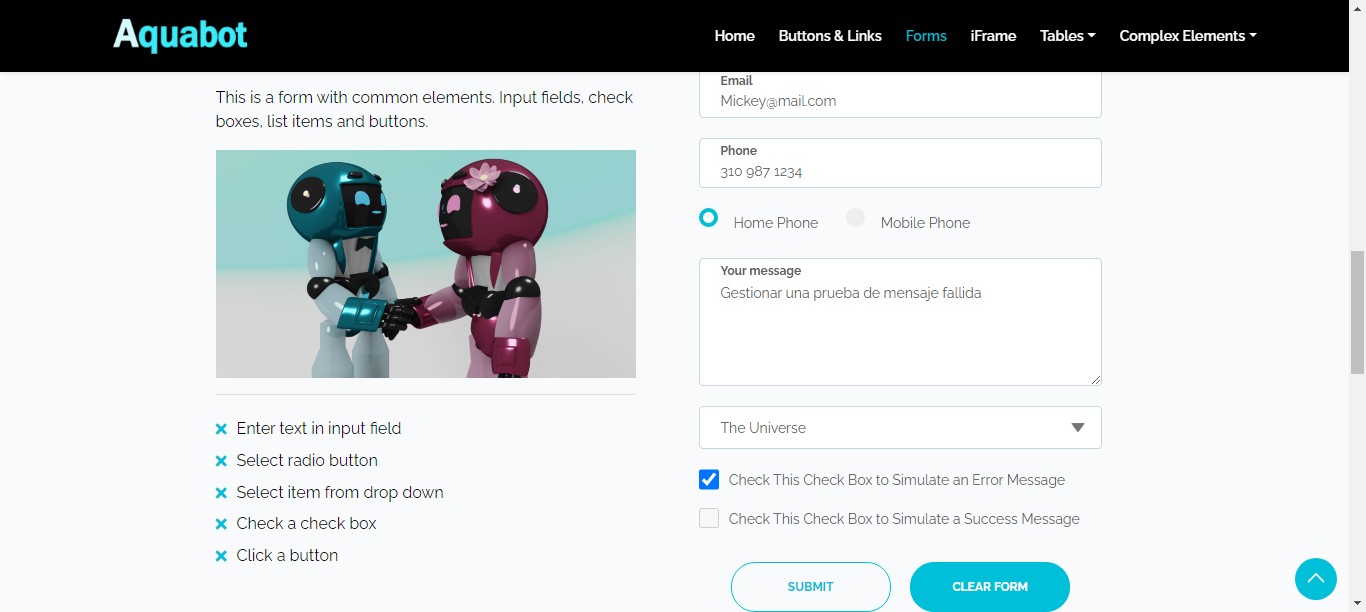 Aquabot
Home Buttons & Links Forms iFrame Tables Complex Elements
This is a form with common elements. Input fields, check
boxes, list items and buttons.
Enter text in input field
Select radio button
Select item from drop down
Check a check box
Click a button
Email
Mickey@mail.com
Phone
310 987 1234
Home Phone Mobile Phone
Your message
Gestionar una prueba de mensaje fallida
The Universe
Check This Check Box to Simulate an Error Message
Check This Check Box to Simulate a Success Message
SUBMIT CLEAR FORM